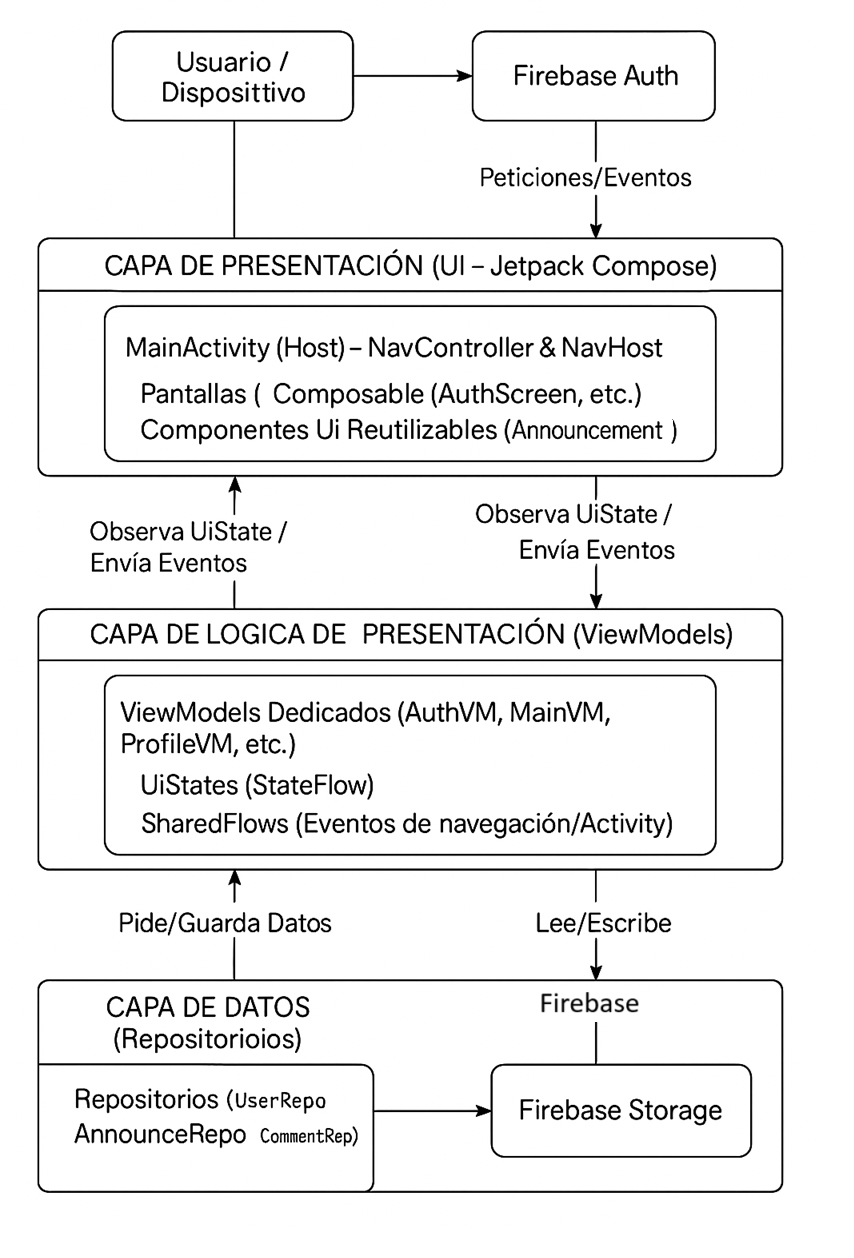 Usuario /
Disposittivo
Firebase Auth
Peticiones/Eventos
CAPA DE PRESENTACIÓN (UI – Jetpack Compose)
MainActivity (Host) – NavController & NavHost
Pantallas ( Composable (AuthScreen, etc.)
Componentes Ui Reutilizables (Announcement )
Observa UiState /
Envía Eventos
Observa UiState /
Envía Eventos
CAPA DE LOGICA DE PRESENTACIÓN (ViewModels)
ViewModels Dedicados (AuthVM, MainVM,
ProfileVM, etc.)
UiStates (StateFlow)
SharedFlows (Eventos de navegación/Activity)
Pide/Guarda Datos
Lee/Escribe
CAPA DE DATOS
(Repositorioios)
Firebase
Repositorios (UserRepo
AnnounceRepo CommentRep)
Firebase Storage